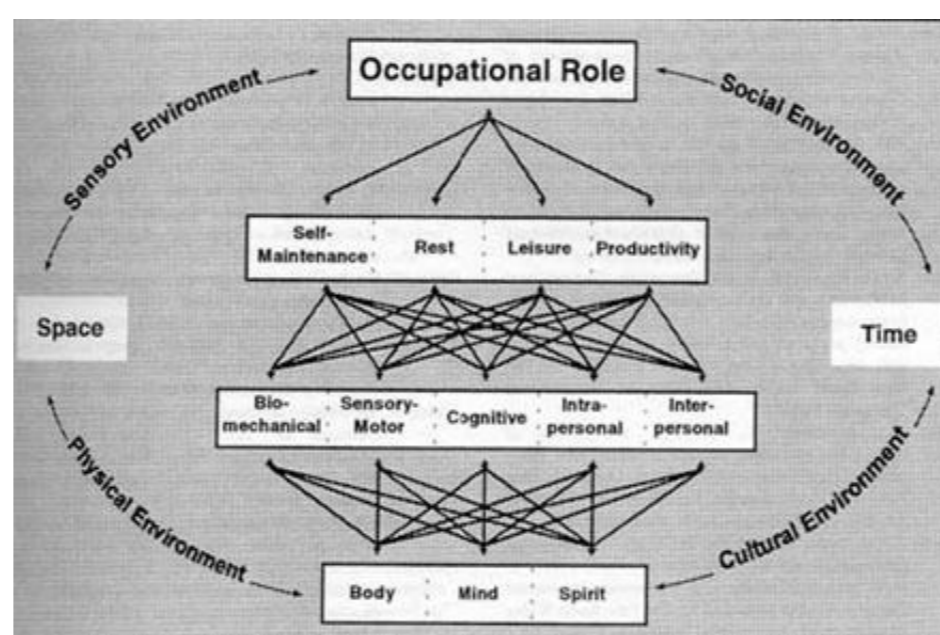 Occupational Role
Sensory Environment
Social Environment
Self-
Maintenance
Rest
Leisure
Productivity
Space
Time
Bio-
mechanical
Sensory-
Motor
Cognitive
Intra-
personal
Inter-
personal
Physical Environment
Cultural Environment
Body
Mind
Spirit